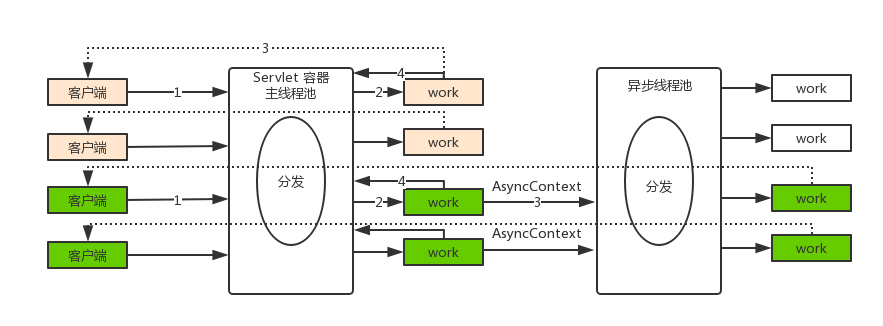 3
Servlet 容器
主线程池
4
异步线程池
客户端
1
2
work
work
客户端
work
work
分发
分发
4
AsyncContext
客户端
1
2
work
3
work
AsyncContext
客户端
work
work